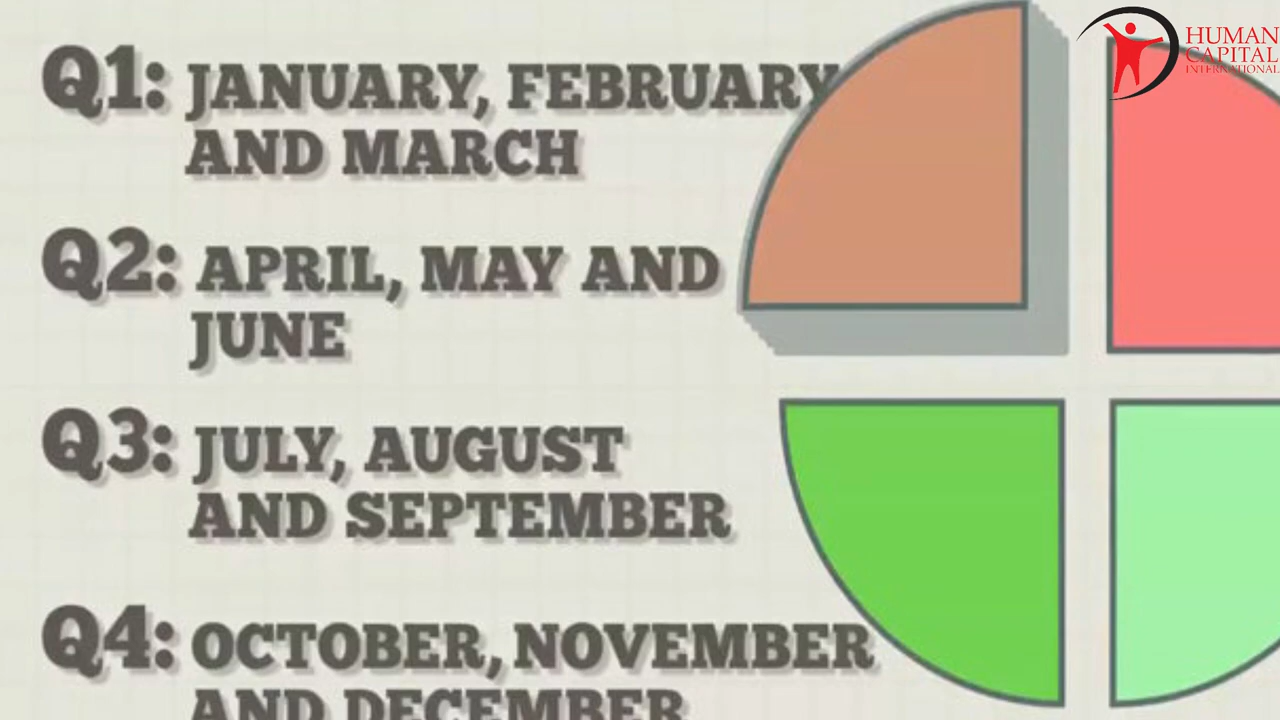 Q1: JANUARY, FEBRUARY
AND MARCH
Q2: APRIL, MAY AND
JUNE
Q3: JULY, AUGUST
AND SEPTEMBER
Q4: OCTOBER, NOVEMBER
AND DECEMBER
HUMAN
CAPITAL
INTERNATIONAL